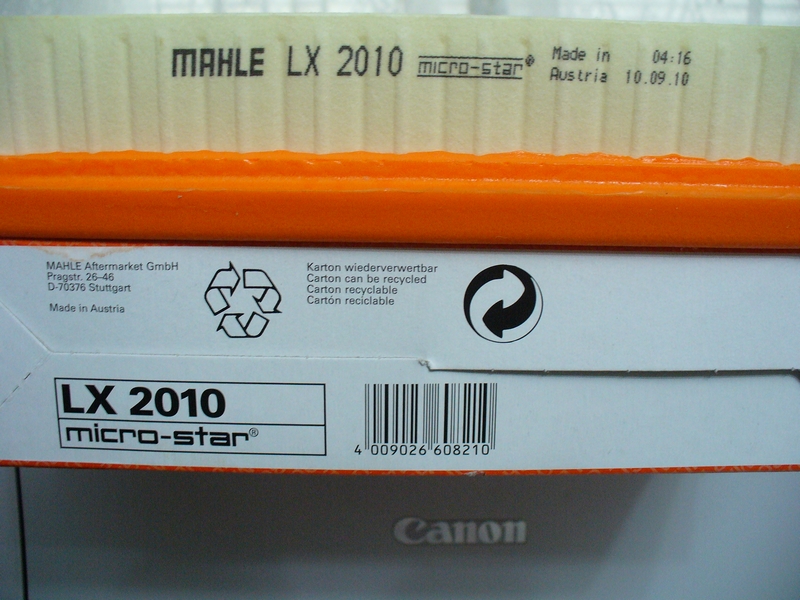 MAHLE LX 2010 micro-star® Made in 04:16
Austria 10.09.10
MAHLE Aftermarket GmbH
Pragstr. 26–46
D-70376 Stuttgart
Made in Austria
Karton wiederverwertbar
Carton can be recycled
Carton recyclable
Cartón reciclable
LX 2010
micro-star®
4 009026 608210
Canon